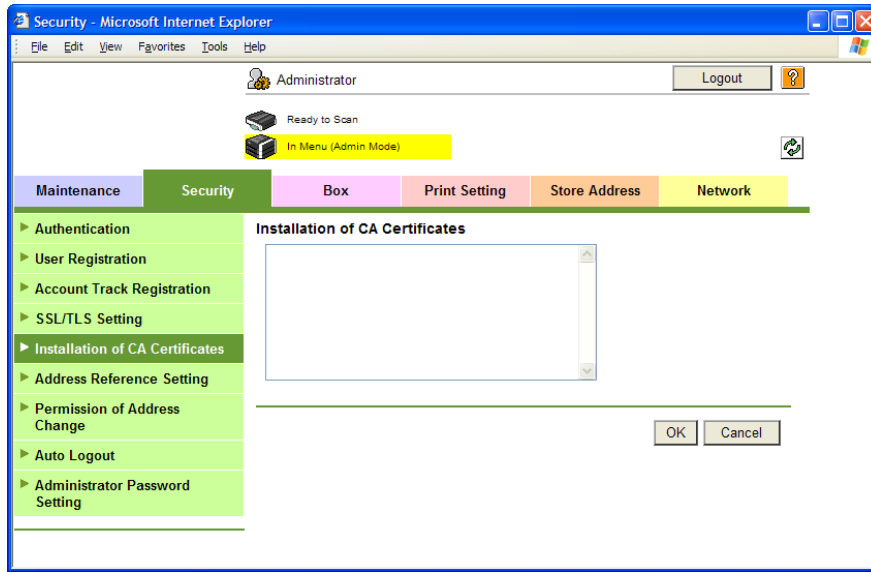 Security - Microsoft Internet Explorer
File Edit View Favorites Tools Help
Administrator
Logout
?
Ready to Scan
In Menu (Admin Mode)
Maintenance Security Box Print Setting Store Address Network
Authentication
User Registration
Account Track Registration
SSL/TLS Setting
Installation of CA Certificates
Address Reference Setting
Permission of Address
Change
Auto Logout
Administrator Password
Setting
Installation of CA Certificates
OK Cancel